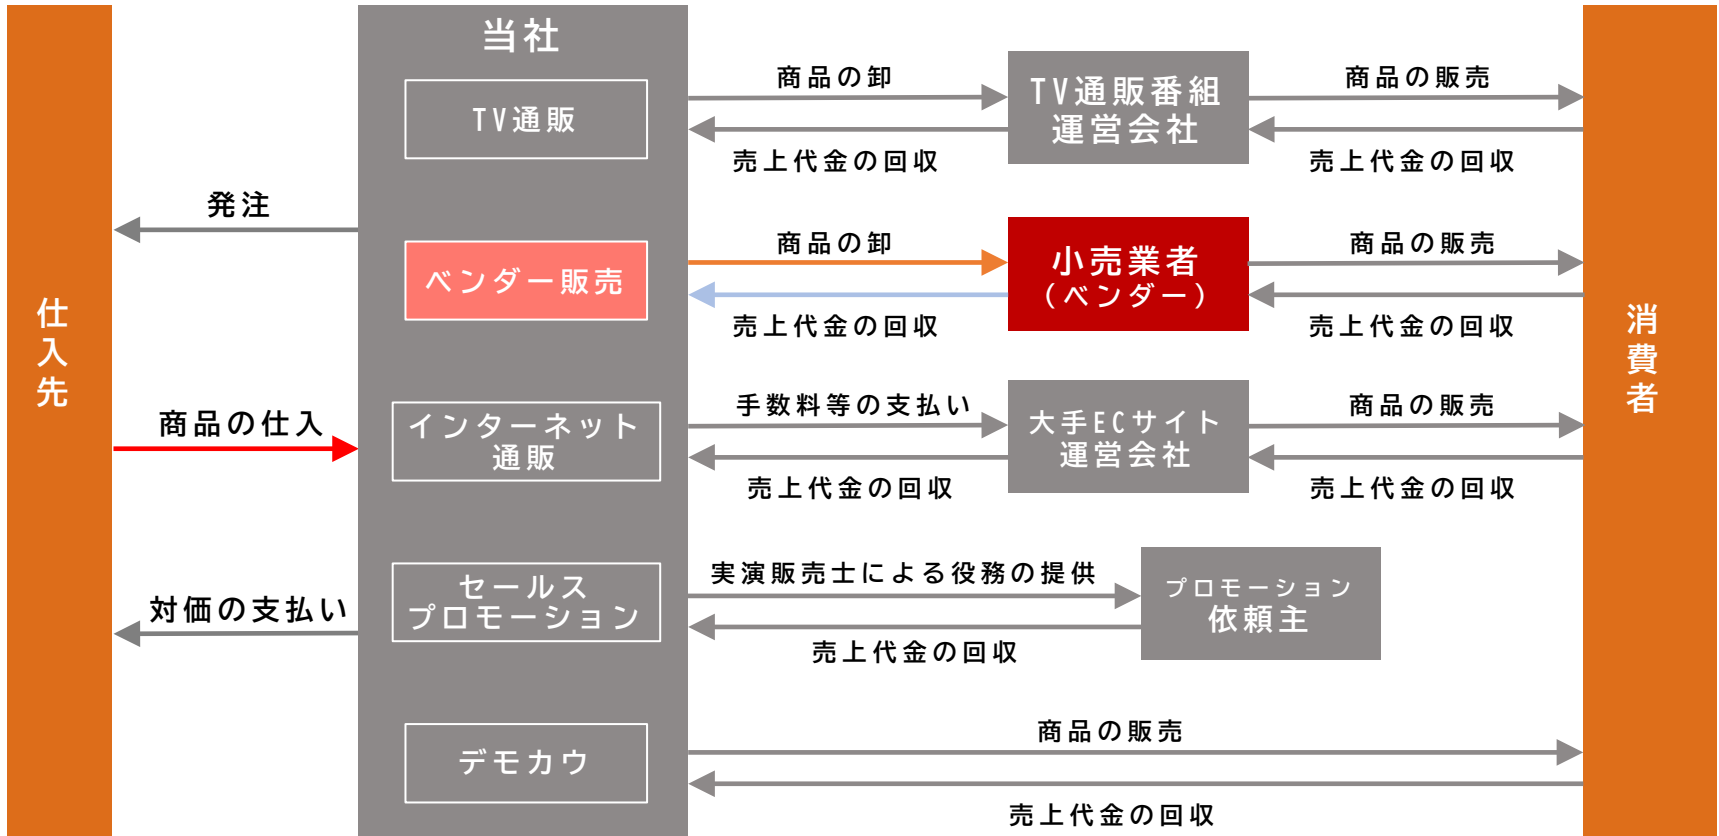 仕入先
発注
商品の仕入
対価の支払い
当社
TV通販
商品の卸
売上代金の回収
TV通販番組
運営会社
商品の販売
売上代金の回収
ベンダー販売
商品の卸
売上代金の回収
小売業者
(ベンダー)
商品の販売
売上代金の回収
インターネット
通販
手数料等の支払い
売上代金の回収
大手ECサイト
運営会社
商品の販売
売上代金の回収
セールス
プロモーション
実演販売士による役務の提供
売上代金の回収
プロモーション
依頼主
デモカウ
商品の販売
売上代金の回収
消費者